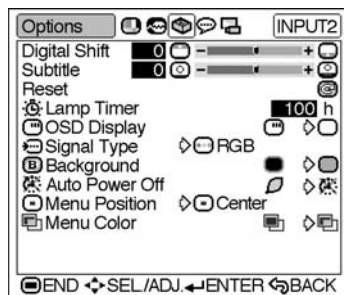 Options INPUT2
Digital Shift 0 - +
Subtitle 0 - +
Reset
Lamp Timer 100 h
OSD Display
Signal Type RGB
B Background
Auto Power Off
Menu Position Center
Menu Color
END SEL./ADJ. ENTER BACK